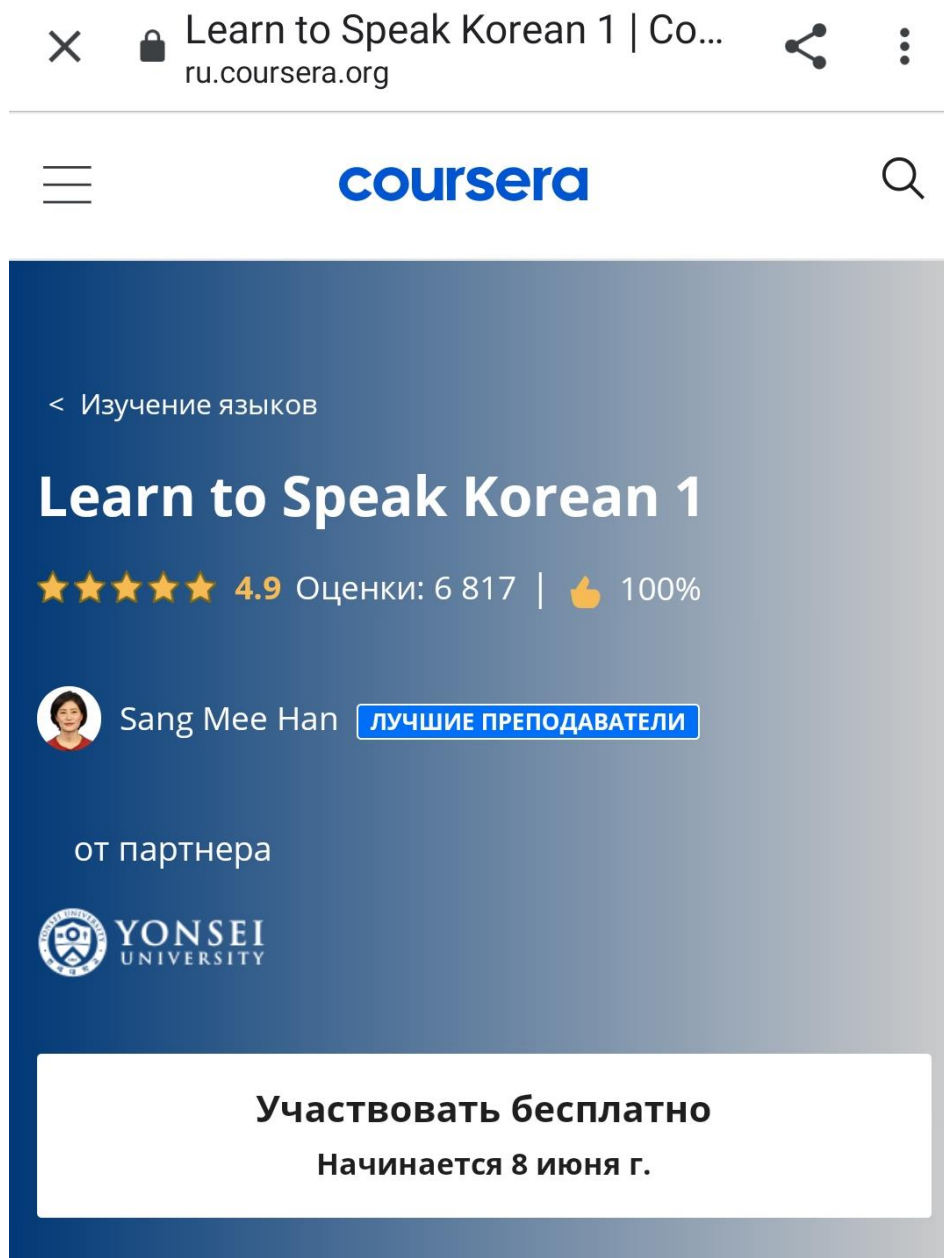 Learn to Speak Korean 1 | Co...
ru.coursera.org
coursera
< Изучение языков
Learn to Speak Korean 1
4.9 Оценки: 6 817 | 100%
Sang Mee Han ЛУЧШИЕ ПРЕПОДАВАТЕЛИ
от партнера
YONSEI
UNIVERSITY
Участвовать бесплатно
Начинается 8 июня г.